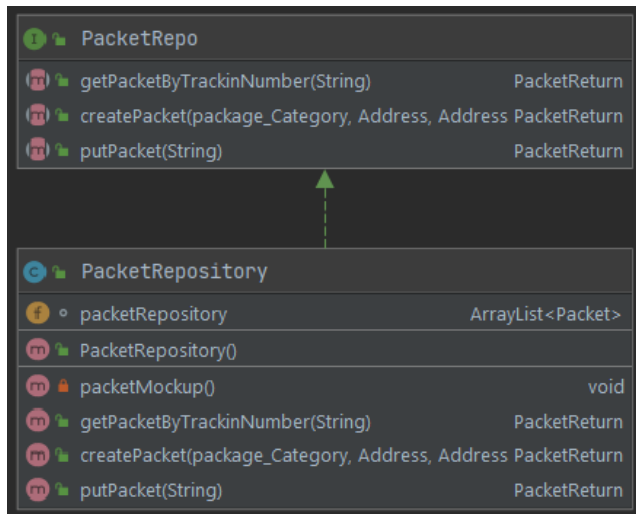 I PacketRepo
m getPacketByTrackinNumber(String) PacketReturn
m createPacket(package_Category, Address, Address PacketReturn
m putPacket(String) PacketReturn
C PacketRepository
f packetRepository ArrayList<Packet>
m PacketRepository()
m packetMockup() void
m getPacketByTrackinNumber(String) PacketReturn
m createPacket(package_Category, Address, Address PacketReturn
m putPacket(String) PacketReturn